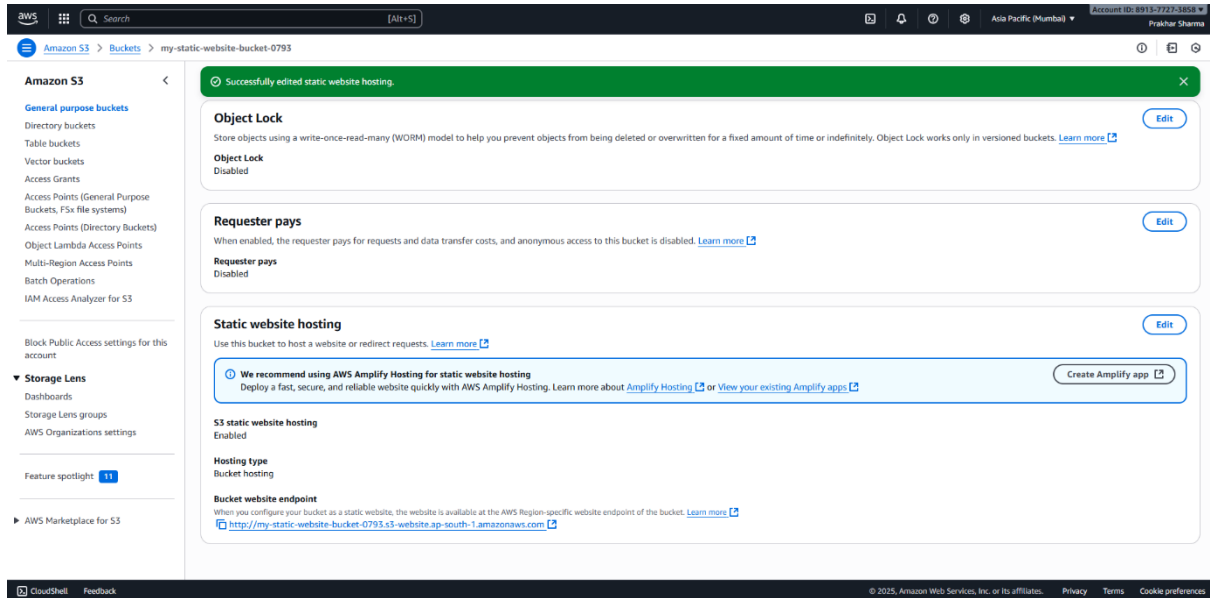 aws
Search
[Alt+S]
Asia Pacific (Mumbai) ▼
Account ID: 8913-7727-3858 ▼
Prakhar Sharma
Amazon S3 > Buckets > my-static-website-bucket-0793
Amazon S3
General purpose buckets
Directory buckets
Table buckets
Vector buckets
Access Grants
Access Points (General Purpose
Buckets, FSx file systems)
Access Points (Directory Buckets)
Object Lambda Access Points
Multi-Region Access Points
Batch Operations
IAM Access Analyzer for S3
Block Public Access settings for this
account
Storage Lens
Dashboards
Storage Lens groups
AWS Organizations settings
Feature spotlight 11
AWS Marketplace for S3
Successfully edited static website hosting.
Object Lock
Edit
Store objects using a write-once-read-many (WORM) model to help you prevent objects from being deleted or overwritten for a fixed amount of time or indefinitely. Object Lock works only in versioned buckets. Learn more
Object Lock
Disabled
Requester pays
Edit
When enabled, the requester pays for requests and data transfer costs, and anonymous access to this bucket is disabled. Learn more
Requester pays
Disabled
Static website hosting
Edit
Use this bucket to host a website or redirect requests. Learn more
We recommend using AWS Amplify Hosting for static website hosting
Deploy a fast, secure, and reliable website quickly with AWS Amplify Hosting. Learn more about Amplify Hosting or View your existing Amplify apps
Create Amplify app
S3 static website hosting
Enabled
Hosting type
Bucket hosting
Bucket website endpoint
When you configure your bucket as a static website, the website is available at the AWS Region-specific website endpoint of the bucket. Learn more
http://my-static-website-bucket-0793.s3-website.ap-south-1.amazonaws.com
CloudShell
Feedback
© 2025, Amazon Web Services, Inc. or its affiliates.
Privacy
Terms
Cookie preferences